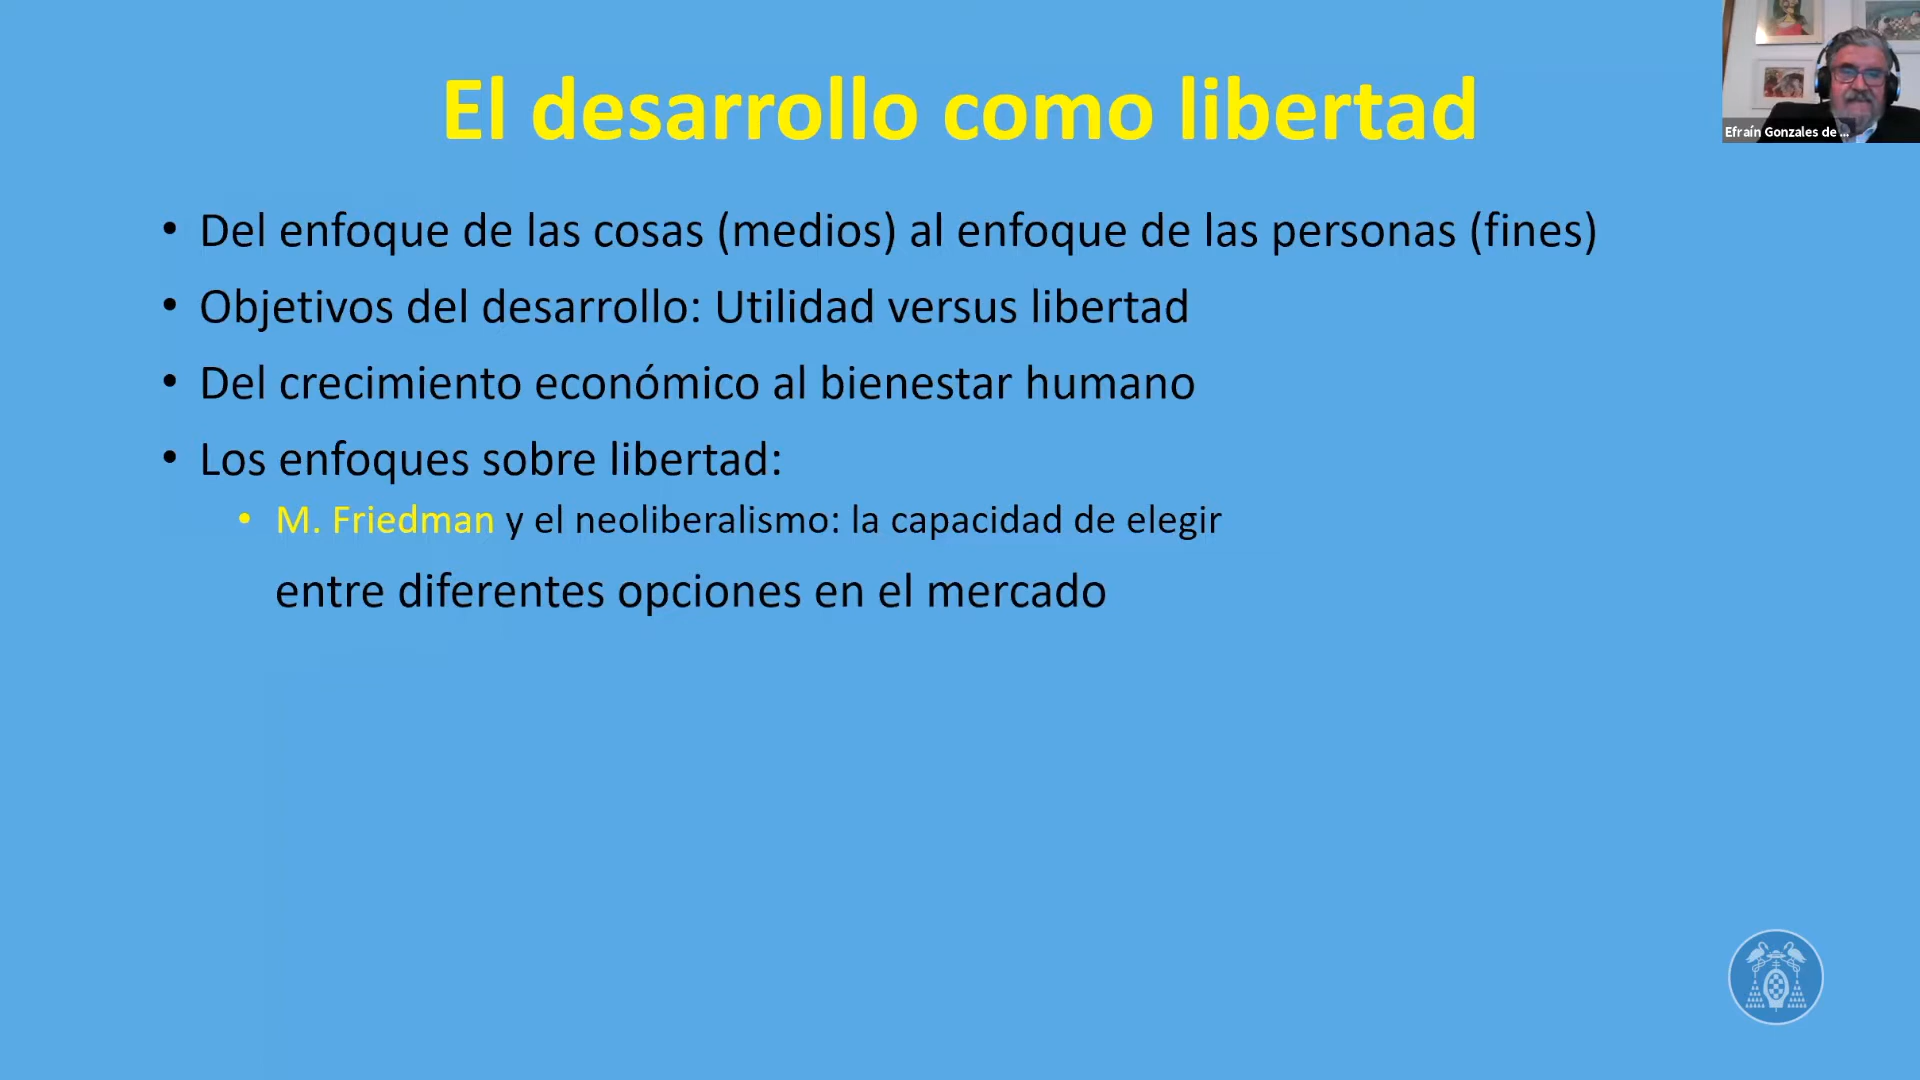 El desarrollo como libertad
Efraín Gonzales de ...
• Del enfoque de las cosas (medios) al enfoque de las personas (fines)
• Objetivos del desarrollo: Utilidad versus libertad
• Del crecimiento económico al bienestar humano
• Los enfoques sobre libertad:
• M. Friedman y el neoliberalismo: la capacidad de elegir
entre diferentes opciones en el mercado